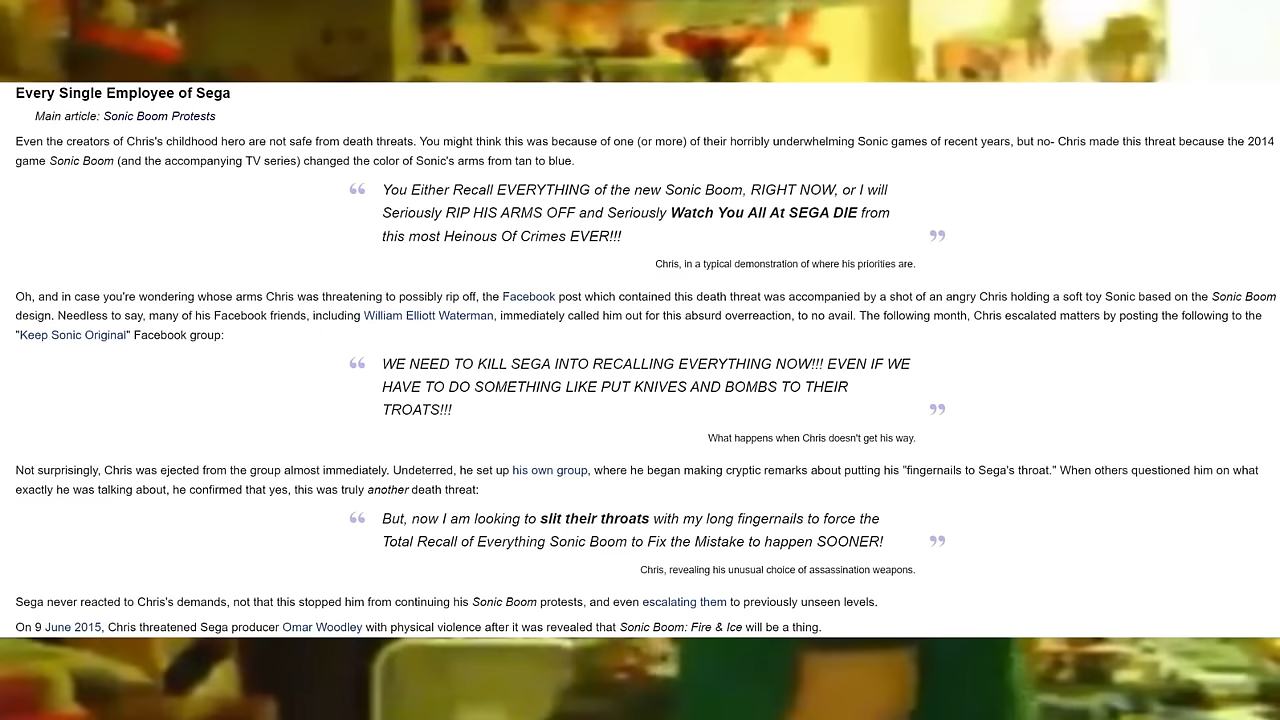 Every Single Employee of Sega
Main article: Sonic Boom Protests
Even the creators of Chris's childhood hero are not safe from death threats. You might think this was because of one (or more) of their horribly underwhelming Sonic games of recent years, but no- Chris made this threat because the 2014
game Sonic Boom (and the accompanying TV series) changed the color of Sonic's arms from tan to blue.
“ You Either Recall EVERYTHING of the new Sonic Boom, RIGHT NOW, or I will
Seriously RIP HIS ARMS OFF and Seriously Watch You All At SEGA DIE from
this most Heinous Of Crimes EVER!!! ”
Chris, in a typical demonstration of where his priorities are.
Oh, and in case you're wondering whose arms Chris was threatening to possibly rip off, the Facebook post which contained this death threat was accompanied by a shot of an angry Chris holding a soft toy Sonic based on the Sonic Boom
design. Needless to say, many of his Facebook friends, including William Elliott Waterman, immediately called him out for this absurd overreaction, to no avail. The following month, Chris escalated matters by posting the following to the
"Keep Sonic Original" Facebook group:
“ WE NEED TO KILL SEGA INTO RECALLING EVERYTHING NOW!!! EVEN IF WE
HAVE TO DO SOMETHING LIKE PUT KNIVES AND BOMBS TO THEIR
TROATS!!! ”
What happens when Chris doesn't get his way.
Not surprisingly, Chris was ejected from the group almost immediately. Undeterred, he set up his own group, where he began making cryptic remarks about putting his "fingernails to Sega's throat." When others questioned him on what
exactly he was talking about, he confirmed that yes, this was truly another death threat:
“ But, now I am looking to slit their throats with my long fingernails to force the
Total Recall of Everything Sonic Boom to Fix the Mistake to happen SOONER! ”
Chris, revealing his unusual choice of assassination weapons.
Sega never reacted to Chris's demands, not that this stopped him from continuing his Sonic Boom protests, and even escalating them to previously unseen levels.
On 9 June 2015, Chris threatened Sega producer Omar Woodley with physical violence after it was revealed that Sonic Boom: Fire & Ice will be a thing.